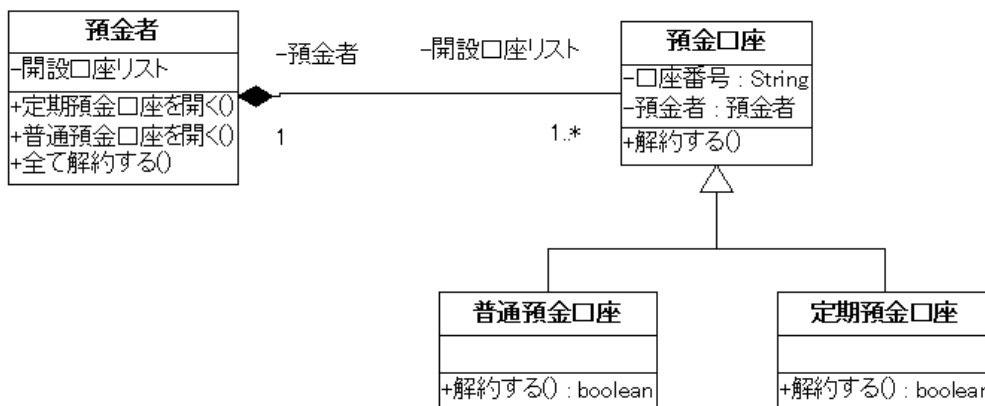 預金者
-開設口座リスト
+定期預金口座を開く()
+普通預金口座を開く()
+全て解約する()
-預金者
-開設口座リスト
1
1..*
預金口座
-口座番号 : String
-預金者 : 預金者
+解約する()
普通預金口座
+解約する() : boolean
定期預金口座
+解約する() : boolean